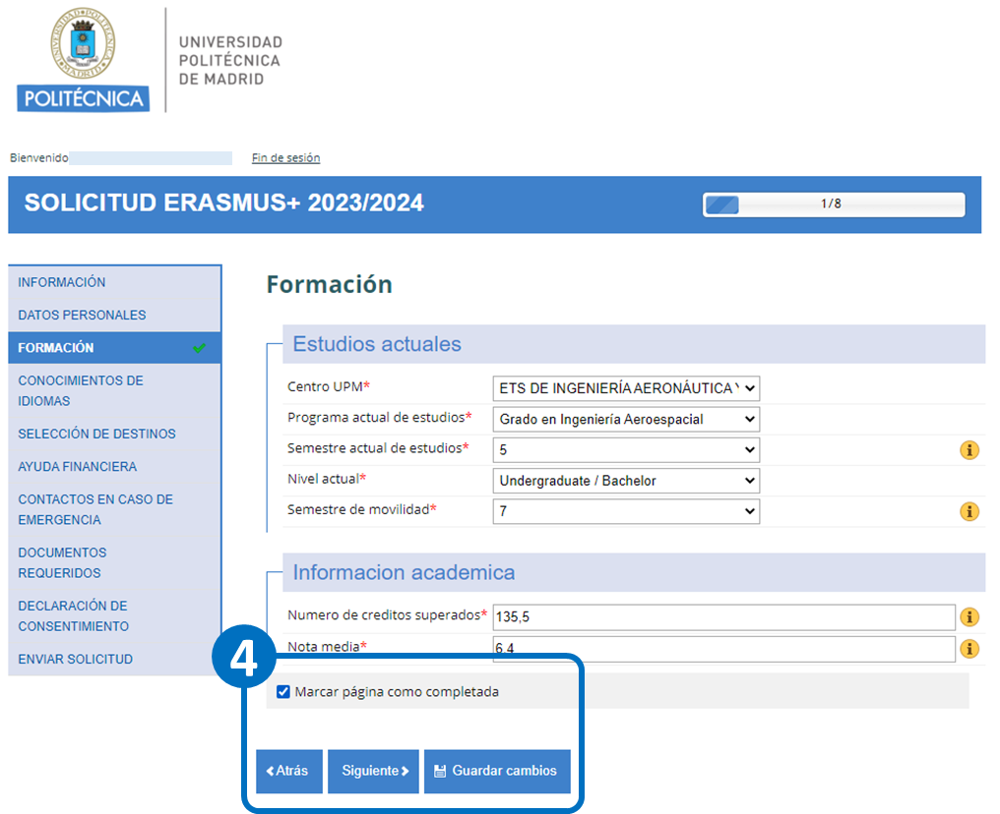 UNIVERSIDAD POLITÉCNICA
MADRID
POLITÉCNICA
UNIVERSIDAD
POLITÉCNICA
DE MADRID
Bienvenido
Fin de sesión
SOLICITUD ERASMUS+ 2023/2024
1/8
INFORMACIÓN
DATOS PERSONALES
FORMACIÓN
CONOCIMIENTOS DE
IDIOMAS
SELECCIÓN DE DESTINOS
AYUDA FINANCIERA
CONTACTOS EN CASO DE
EMERGENCIA
DOCUMENTOS
REQUERIDOS
DECLARACIÓN DE
CONSENTIMIENTO
ENVIAR SOLICITUD
Formación
Estudios actuales
Centro UPM* ETS DE INGENIERÍA AERONÁUTICA Y
Programa actual de estudios* Grado en Ingeniería Aeroespacial
Semestre actual de estudios* 5
Nivel actual* Undergraduate / Bachelor
Semestre de movilidad* 7
Informacion academica
Numero de creditos superados* 135,5
Nota media* 6,4
4
Marcar página como completada
Atrás Siguiente Guardar cambios